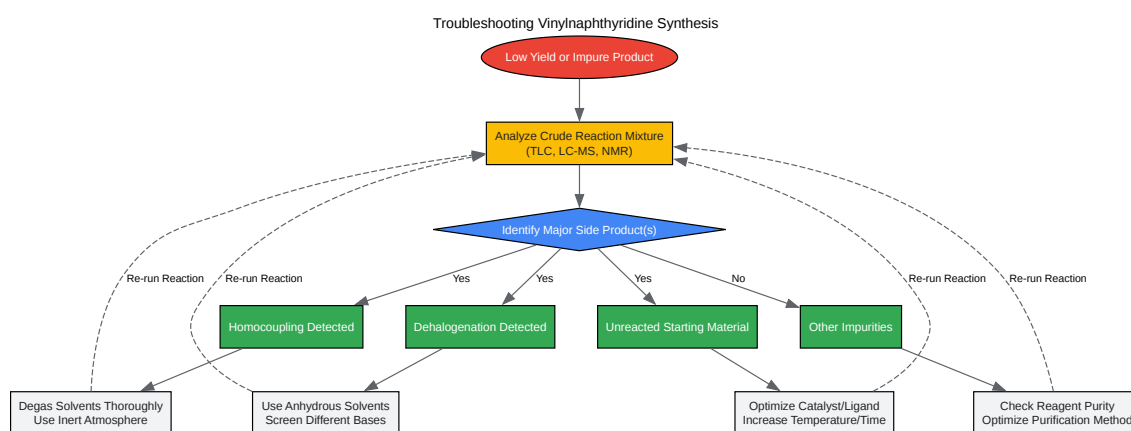 Troubleshooting Vinylnaphthyridine Synthesis
Low Yield or Impure Product
Analyze Crude Reaction Mixture
(TLC, LC-MS, NMR)
Identify Major Side Product(s)
Re-run Reaction
Re-run Reaction
Yes
Yes
Yes
No
Re-run Reaction
Re-run Reaction
Homocoupling Detected
Dehalogenation Detected
Unreacted Starting Material
Other Impurities
Degas Solvents Thoroughly
Use Inert Atmosphere
Use Anhydrous Solvents
Screen Different Bases
Optimize Catalyst/Ligand
Increase Temperature/Time
Check Reagent Purity
Optimize Purification Method